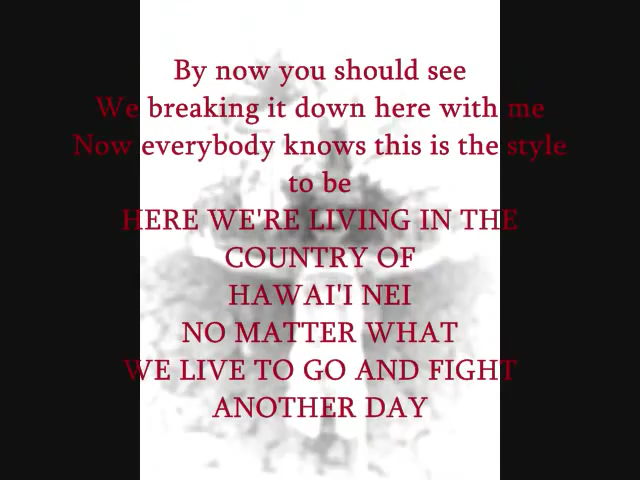 By now you should see
We breaking it down here with me
Now everybody knows this is the style
to be
HERE WE'RE LIVING IN THE
COUNTRY OF
HAWAI'I NEI
NO MATTER WHAT
WE LIVE TO GO AND FIGHT
ANOTHER DAY